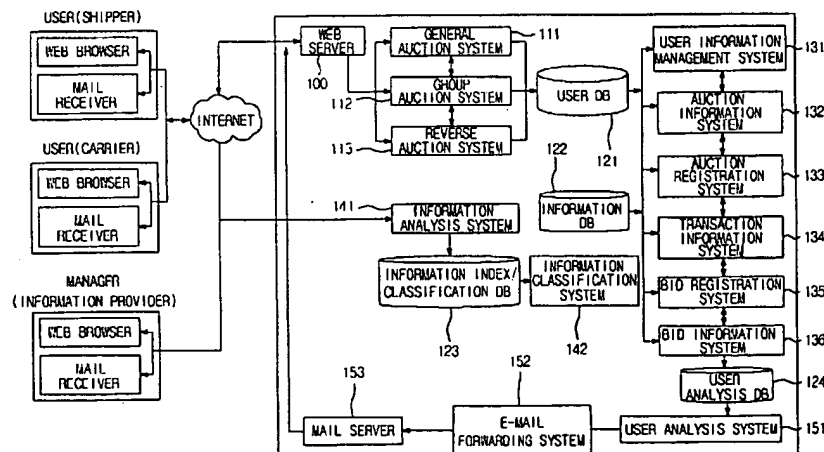 USER(SHIPPER)
WEB BROWSER
MAIL
RECEIVER
USER(CARRIER)
WEB BROWSER
MAIL
RECEIVER
MANAGER
(INFORMATION PROVIDER)
WEB BROWSER
MAIL
RECEIVER
INTERNET
WEB
SERVER
100
GENERAL
AUCTION SYSTEM
111
GROUP
AUCTION SYSTEM
112
REVERSE
AUCTION SYSTEM
113
USER DB
121
122
INFORMATION
DB
141
INFORMATION
ANALYSIS SYSTEM
INFORMATION INDEX/
CLASSIFICATION DB
123
INFORMATION
CLASSIFICATION
SYSTEM
142
USER INFORMATION
MANAGEMENT SYSTEM
131
AUCTION
INFORMATION
SYSTEM
132
AUCTION
REGISTRATION
SYSTEM
133
TRANSACTION
INFORMATION
SYSTEM
134
BID REGISTRATION
SYSTEM
135
BID INFORMATION
SYSTEM
136
USER
ANALYSIS DB
124
USER ANALYSIS SYSTEM
151
152
E-MAIL
FORWARDING SYSTEM
153
MAIL SERVER